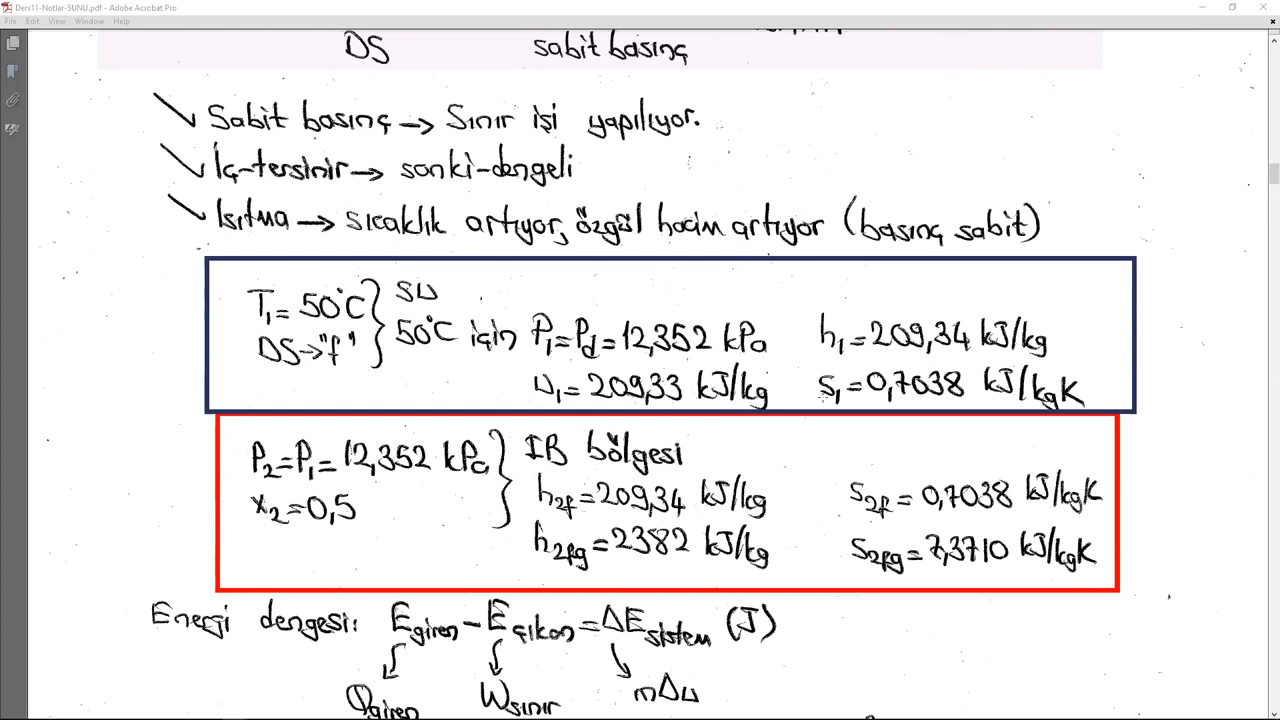 Ders11-Notlar-SUNU.pdf - Adobe Acrobat Pro
File Edit View Window Help
DS sabit basınç
Sabit basınç → Sınır işi yapılıyor.
İç-tersinir → sanki-dengeli
Isıtma → sıcaklık artıyor, özgül hacim artıyor (basınç sabit)
T₁ = 50°C } SU
DS → "f" } 50°C için P₁ = Pd = 12,352 kPa h₁ = 209,34 kJ/kg
u₁ = 209,33 kJ/kg s₁ = 0,7038 kJ/kgK
P₂ = P₁ = 12,352 kPa } IB bölgesi
x₂ = 0,5 h2f = 209,34 kJ/kg s2f = 0,7038 kJ/kgK
h2fg = 2382 kJ/kg s2fg = 7,3710 kJ/kgK
Enerji dengesi: Egiren - Eçıkan = ΔEsistem (J)
Qgiren Wsınır mΔu